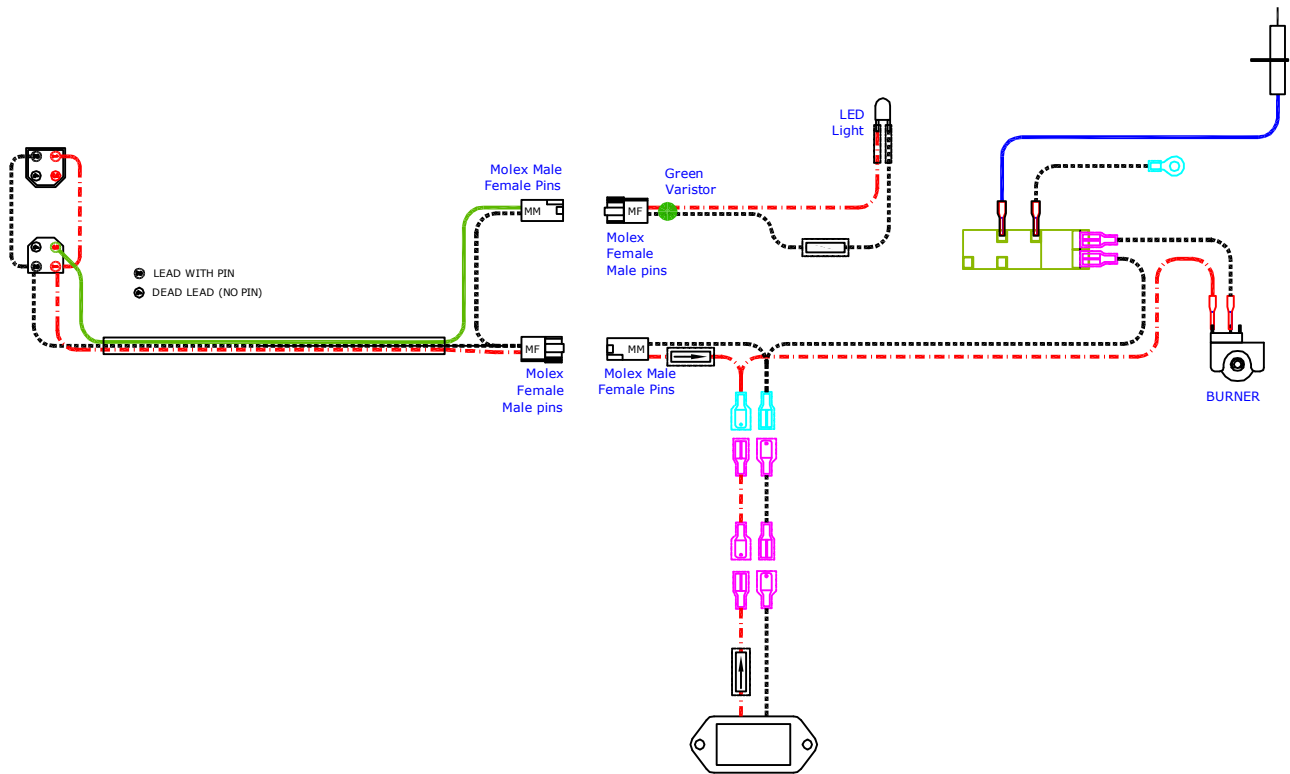 LED
Light
Molex Male
Female Pins
MM
Green
Varistor
MF
Molex
Female
Male pins
LEAD WITH PIN
DEAD LEAD (NO PIN)
MF
Molex
Female
Male pins
MM
Molex Male
Female Pins
BURNER